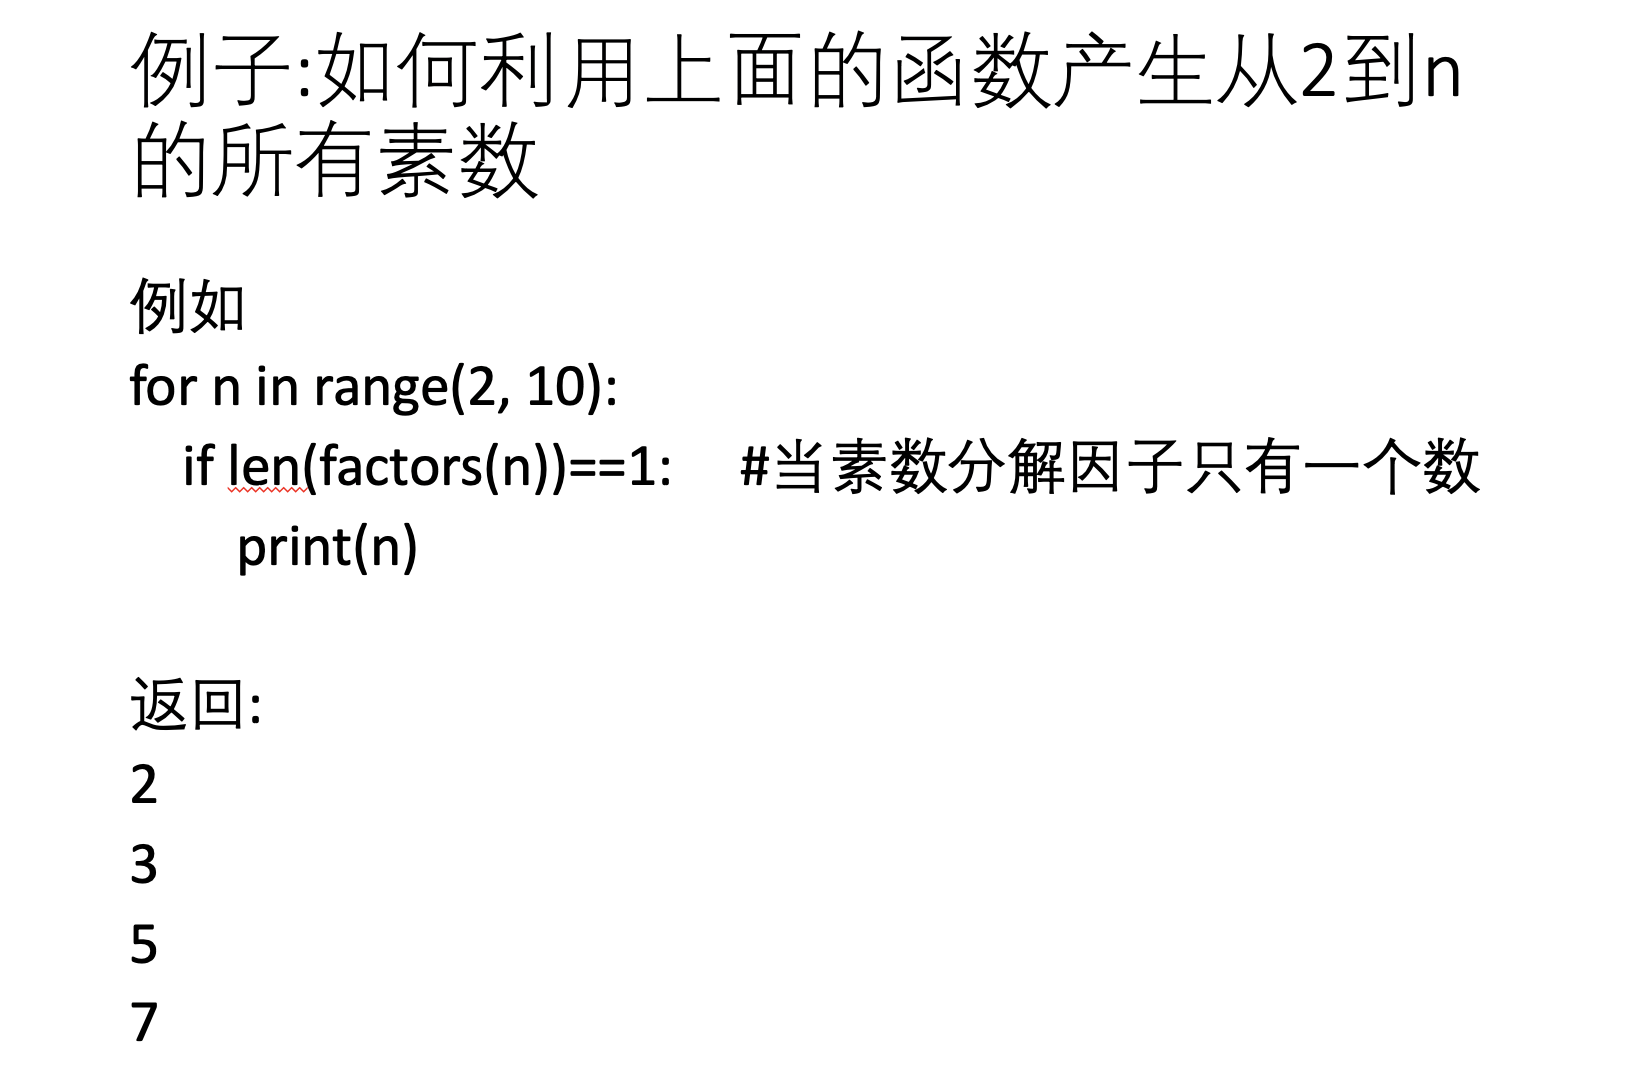 例子:如何利用上面的函数产生从2到n
的所有素数
例如
for n in range(2, 10):
if len(factors(n))==1: #当素数分解因子只有一个数
print(n)
返回:
2
3
5
7